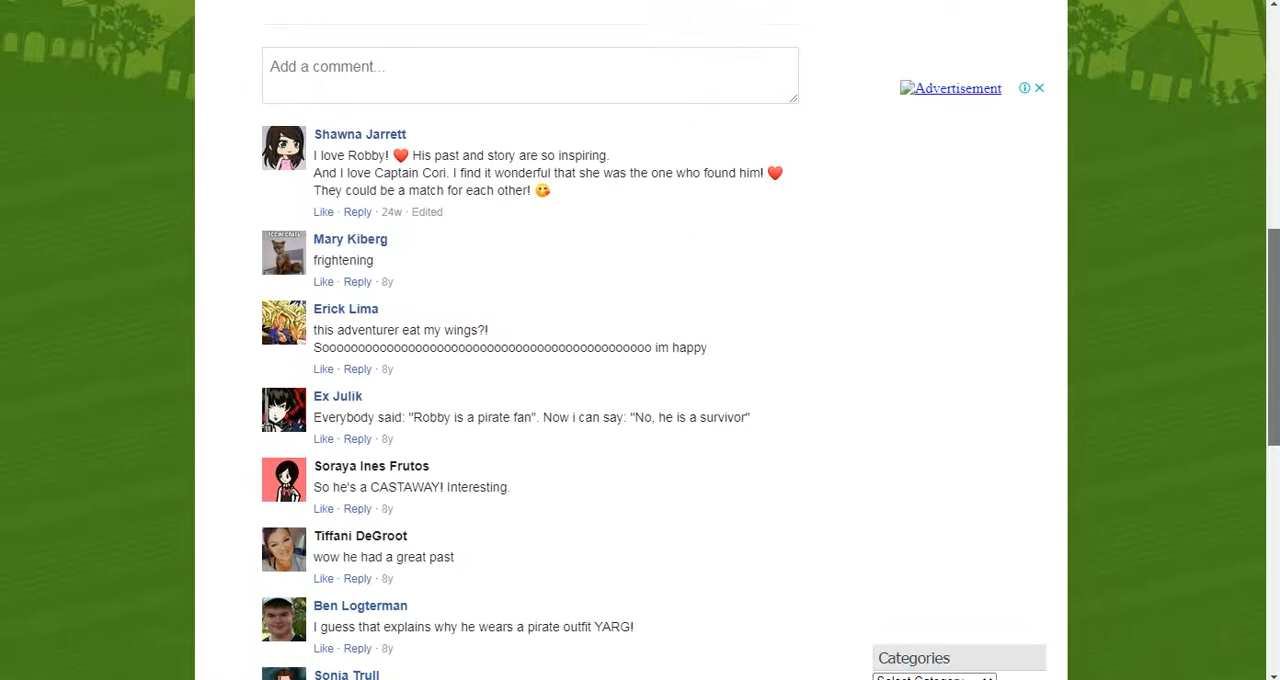 Add a comment...
Advertisement
Shawna Jarrett
I love Robby! ❤️ His past and story are so inspiring.
And I love Captain Cori. I find it wonderful that she was the one who found him! ❤️
They could be a match for each other! 😋
Like · Reply · 24w · Edited
Mary Kiberg
frightening
Like · Reply · 8y
Erick Lima
this adventurer eat my wings?!
Sooooooooooooooooooooooooooooooooooooooooooooooo im happy
Like · Reply · 8y
Ex Julik
Everybody said: "Robby is a pirate fan". Now i can say: "No, he is a survivor"
Like · Reply · 8y
Soraya Ines Frutos
So he's a CASTAWAY! Interesting.
Like · Reply · 8y
Tiffani DeGroot
wow he had a great past
Like · Reply · 8y
Ben Logterman
I guess that explains why he wears a pirate outfit YARG!
Like · Reply · 8y
Categories
Select Category
Sonia Trull